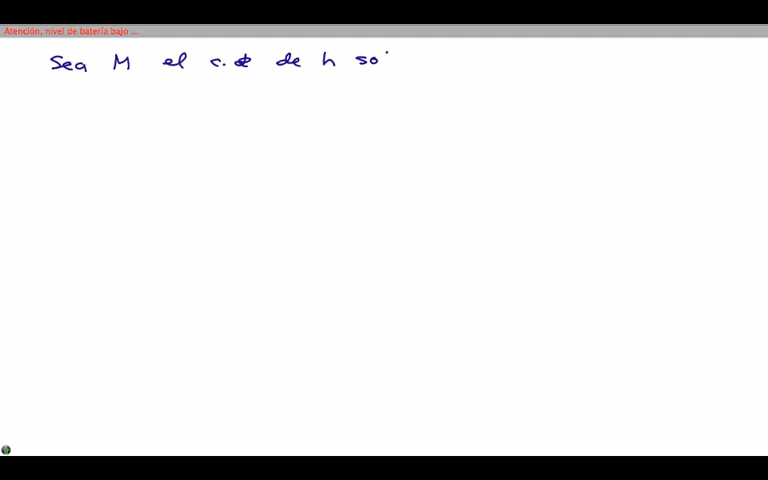 Atención, nivel de batería bajo ...
Sea M el c. de h so